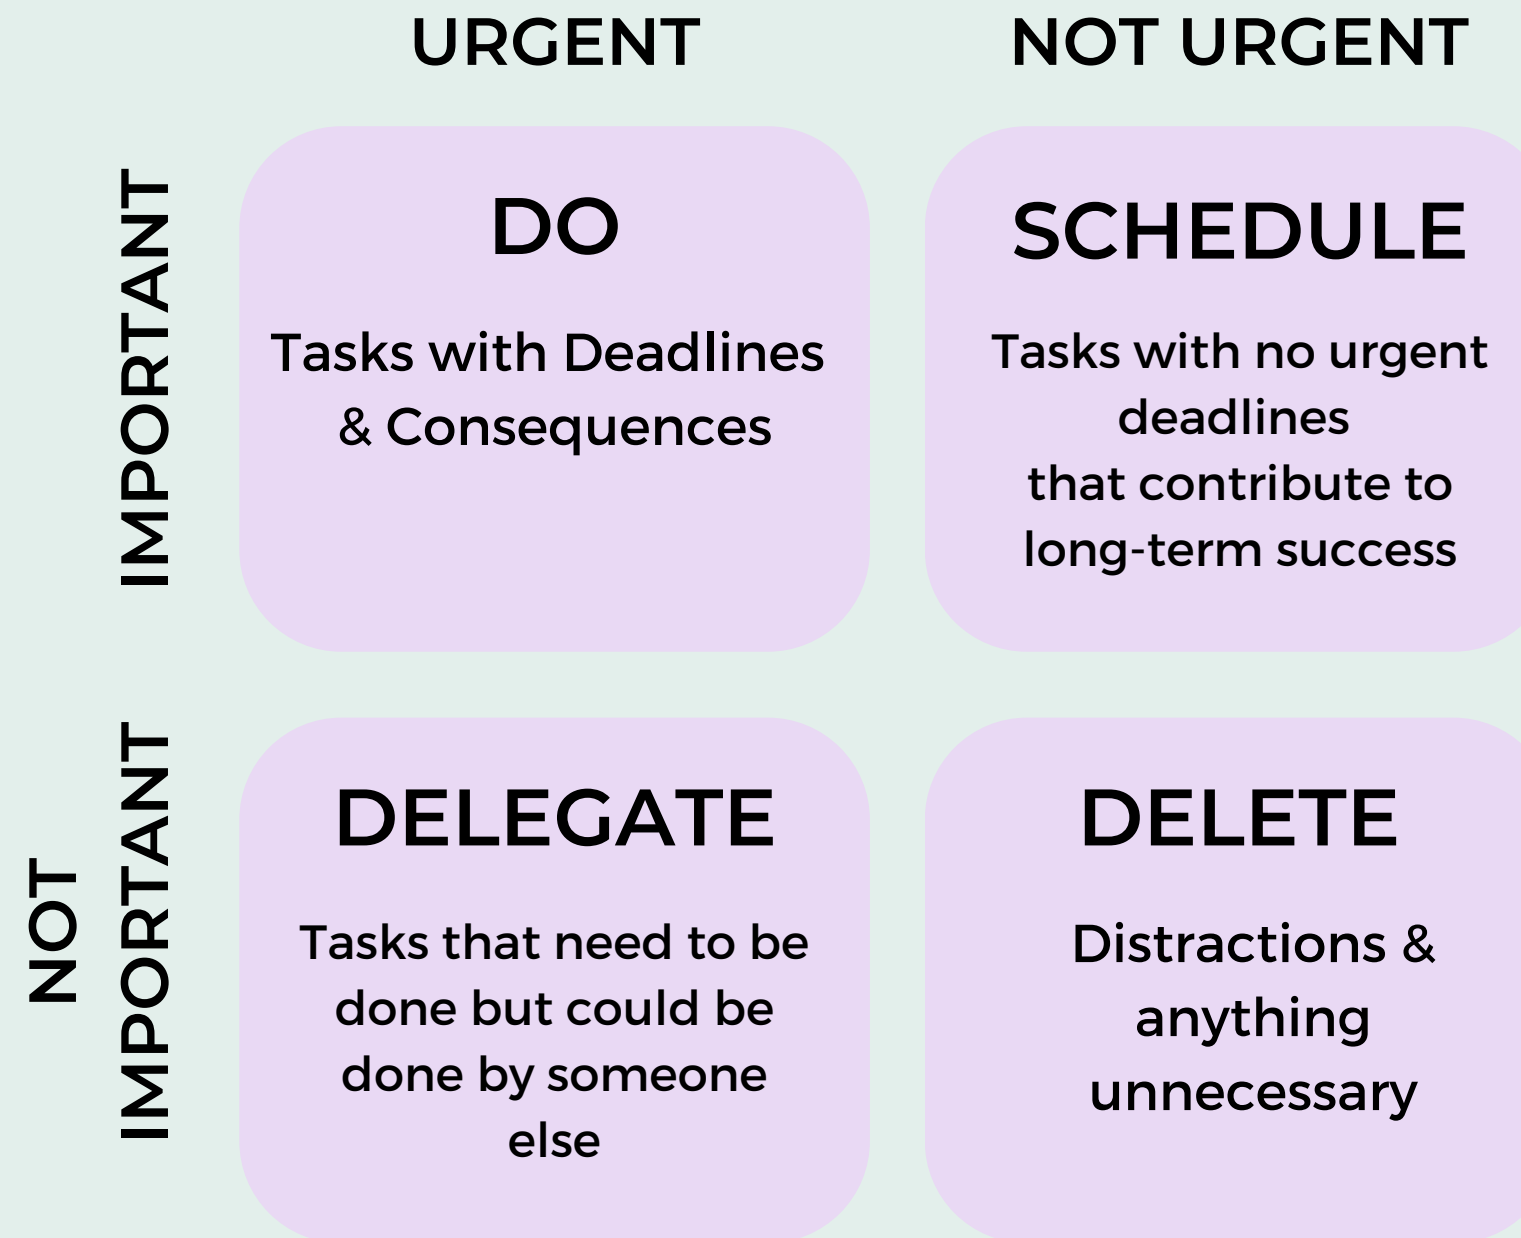 URGENT
NOT URGENT
IMPORTANT
DO
Tasks with Deadlines
& Consequences
SCHEDULE
Tasks with no urgent
deadlines
that contribute to
long-term success
NOT
IMPORTANT
DELEGATE
Tasks that need to be
done but could be
done by someone
else
DELETE
Distractions &
anything
unnecessary